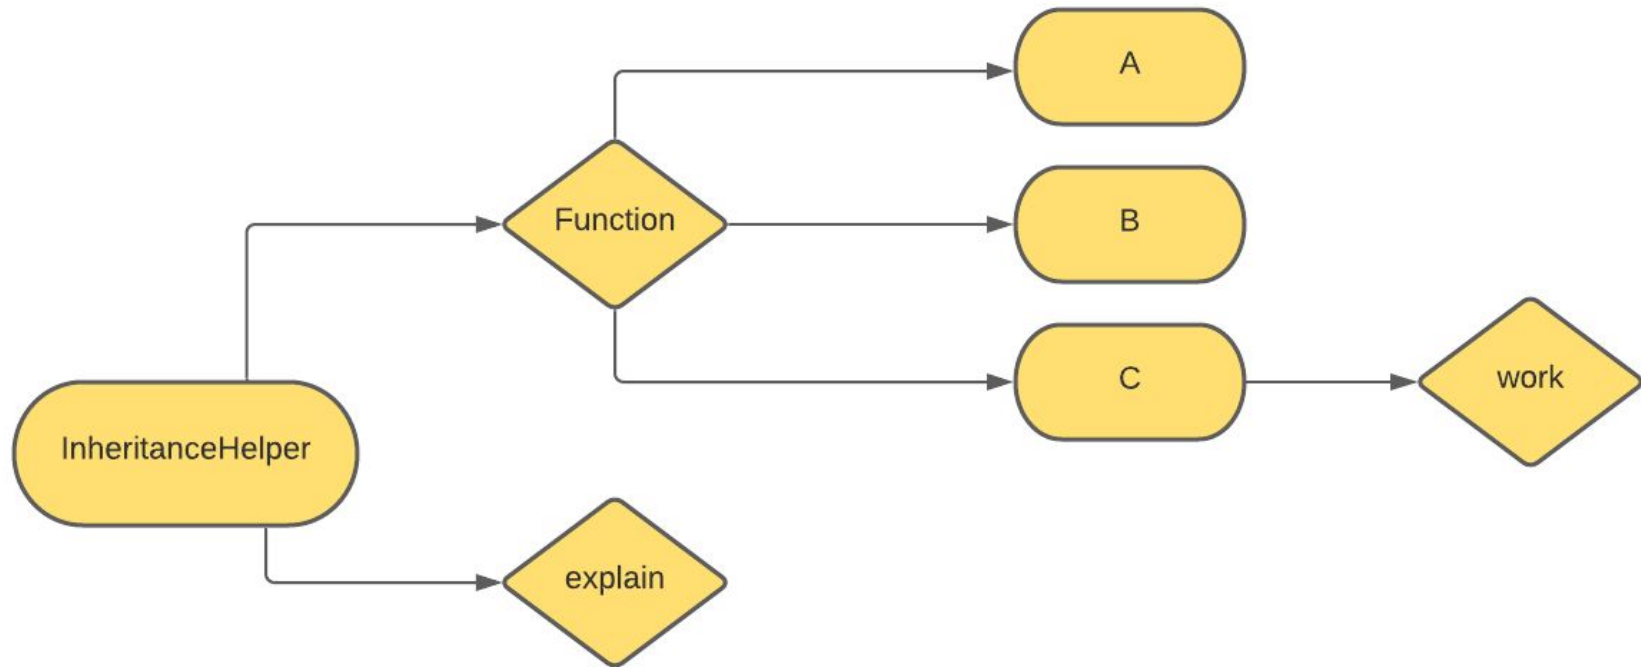 A
Function
B
C
work
InheritanceHelper
explain